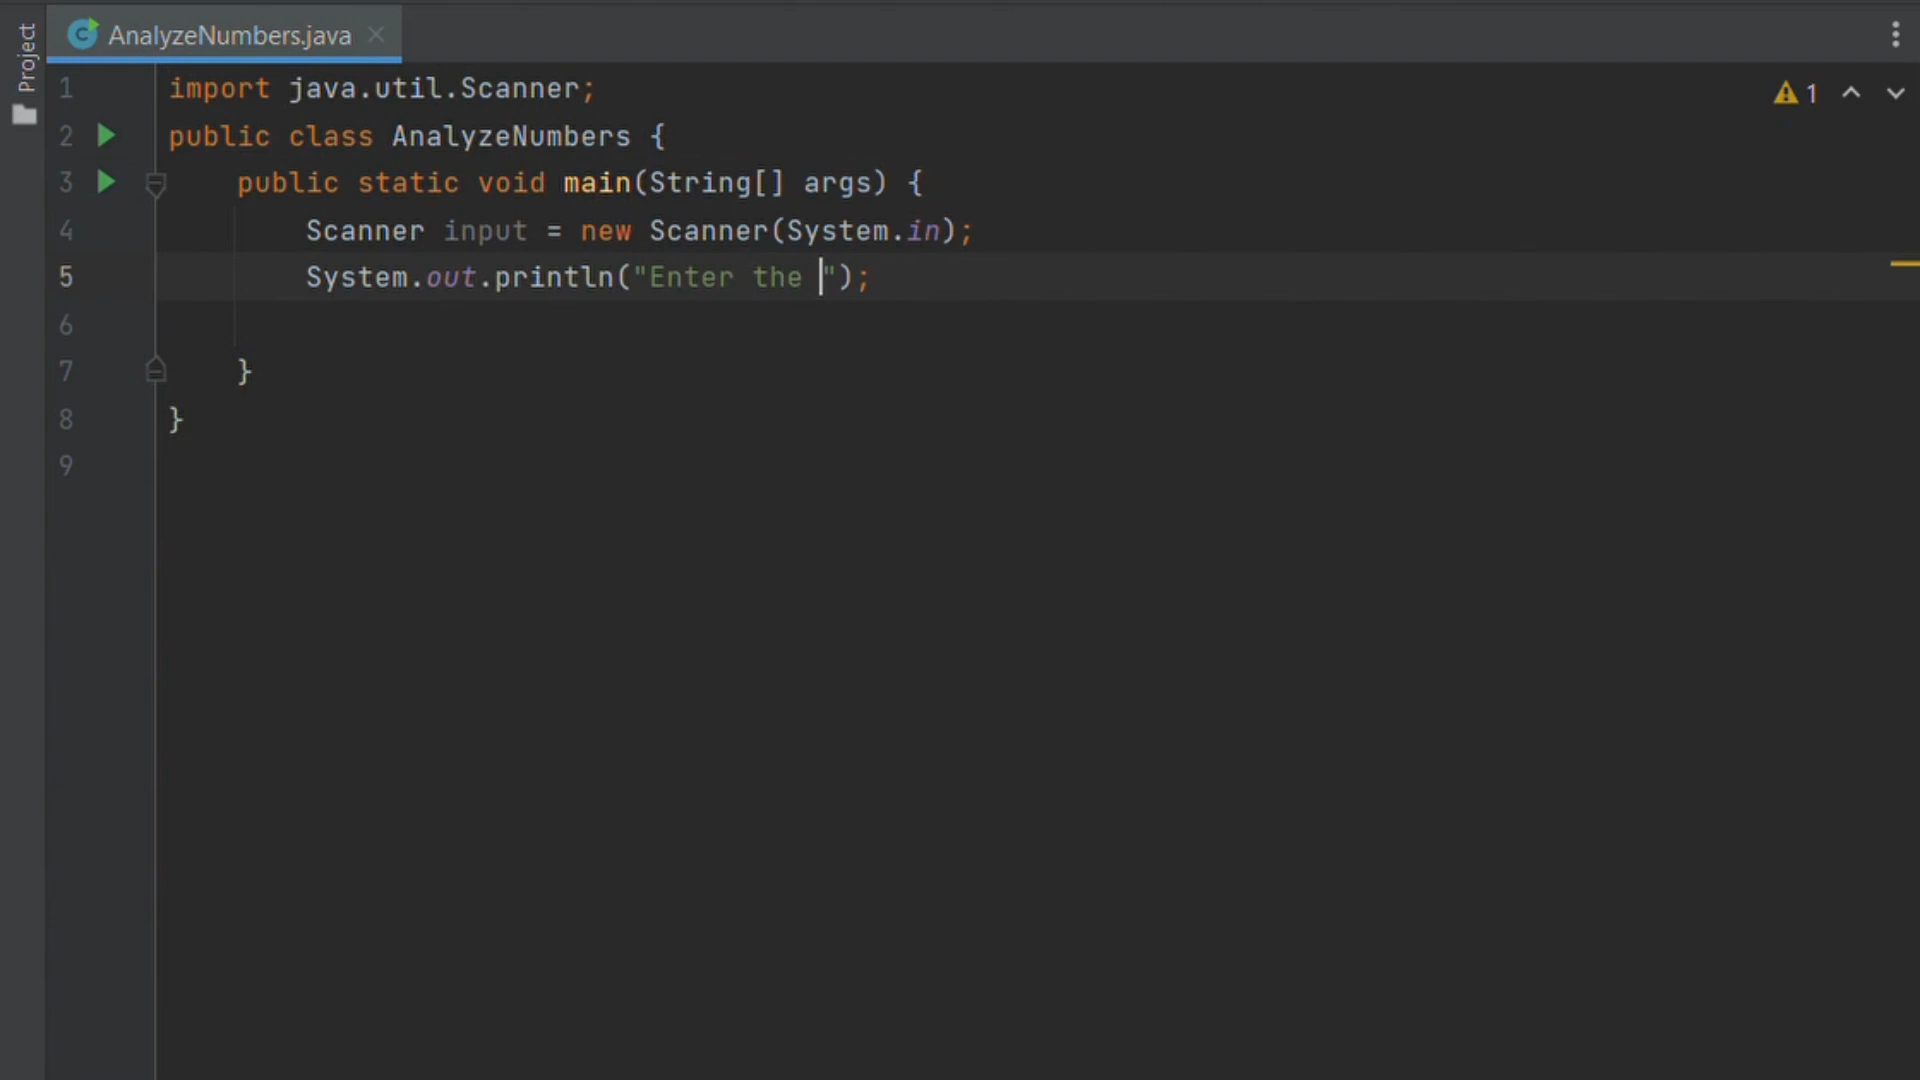 Project
AnalyzeNumbers.java
1 import java.util.Scanner;
2 public class AnalyzeNumbers {
3 public static void main(String[] args) {
4 Scanner input = new Scanner(System.in);
5 System.out.println("Enter the ");
6
7 }
8 }
9
1